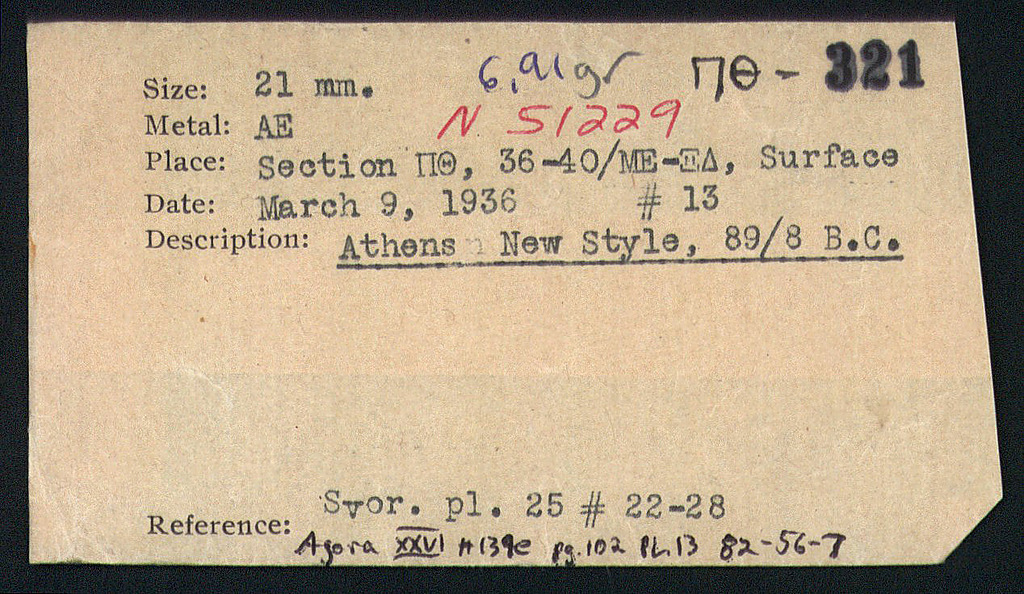 Size: 21 mm. 6,91gr ΠΘ - 321
Metal: AE N 51229
Place: Section ΠΘ, 36-40/ΜΕ-ΞΔ, Surface
Date: March 9, 1936 # 13
Description: Athens New Style, 89/8 B.C.
Reference: Svor. pl. 25 # 22-28
Agora XXVI #139e pg.102 PL.13 82-56-7